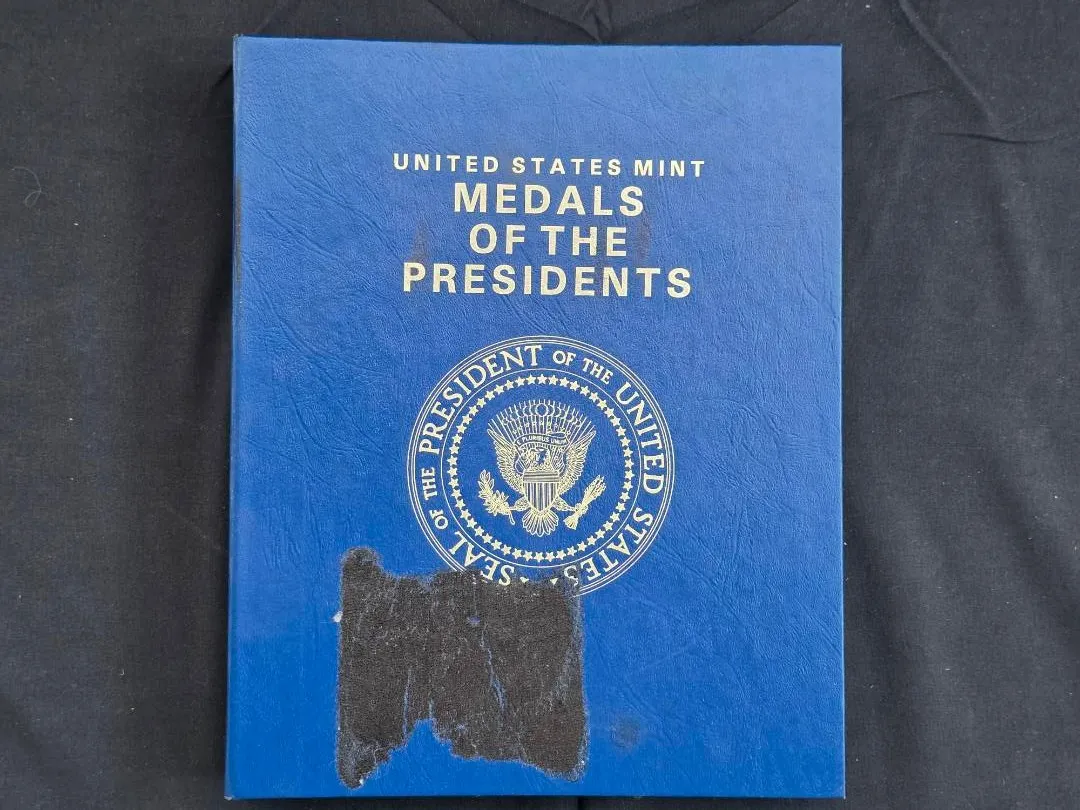 UNITED STATES MINT
MEDALS
OF THE
PRESIDENTS
SEAL OF THE PRESIDENT OF THE UNITED STATES
E PLURIBUS UNUM